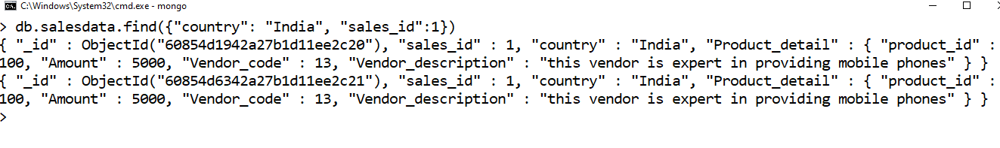 C:\Windows\System32\cmd.exe - mongo
> db.salesdata.find({"country": "India", "sales_id":1})
{ "_id" : ObjectId("60854d1942a27b1d11ee2c20"), "sales_id" : 1, "country" : "India", "Product_detail" : { "product_id" :
100, "Amount" : 5000, "Vendor_code" : 13, "Vendor_description" : "this vendor is expert in providing mobile phones" } }
{ "_id" : ObjectId("60854d6342a27b1d11ee2c21"), "sales_id" : 1, "country" : "India", "Product_detail" : { "product_id" :
100, "Amount" : 5000, "Vendor_code" : 13, "Vendor_description" : "this vendor is expert in providing mobile phones" } }
>